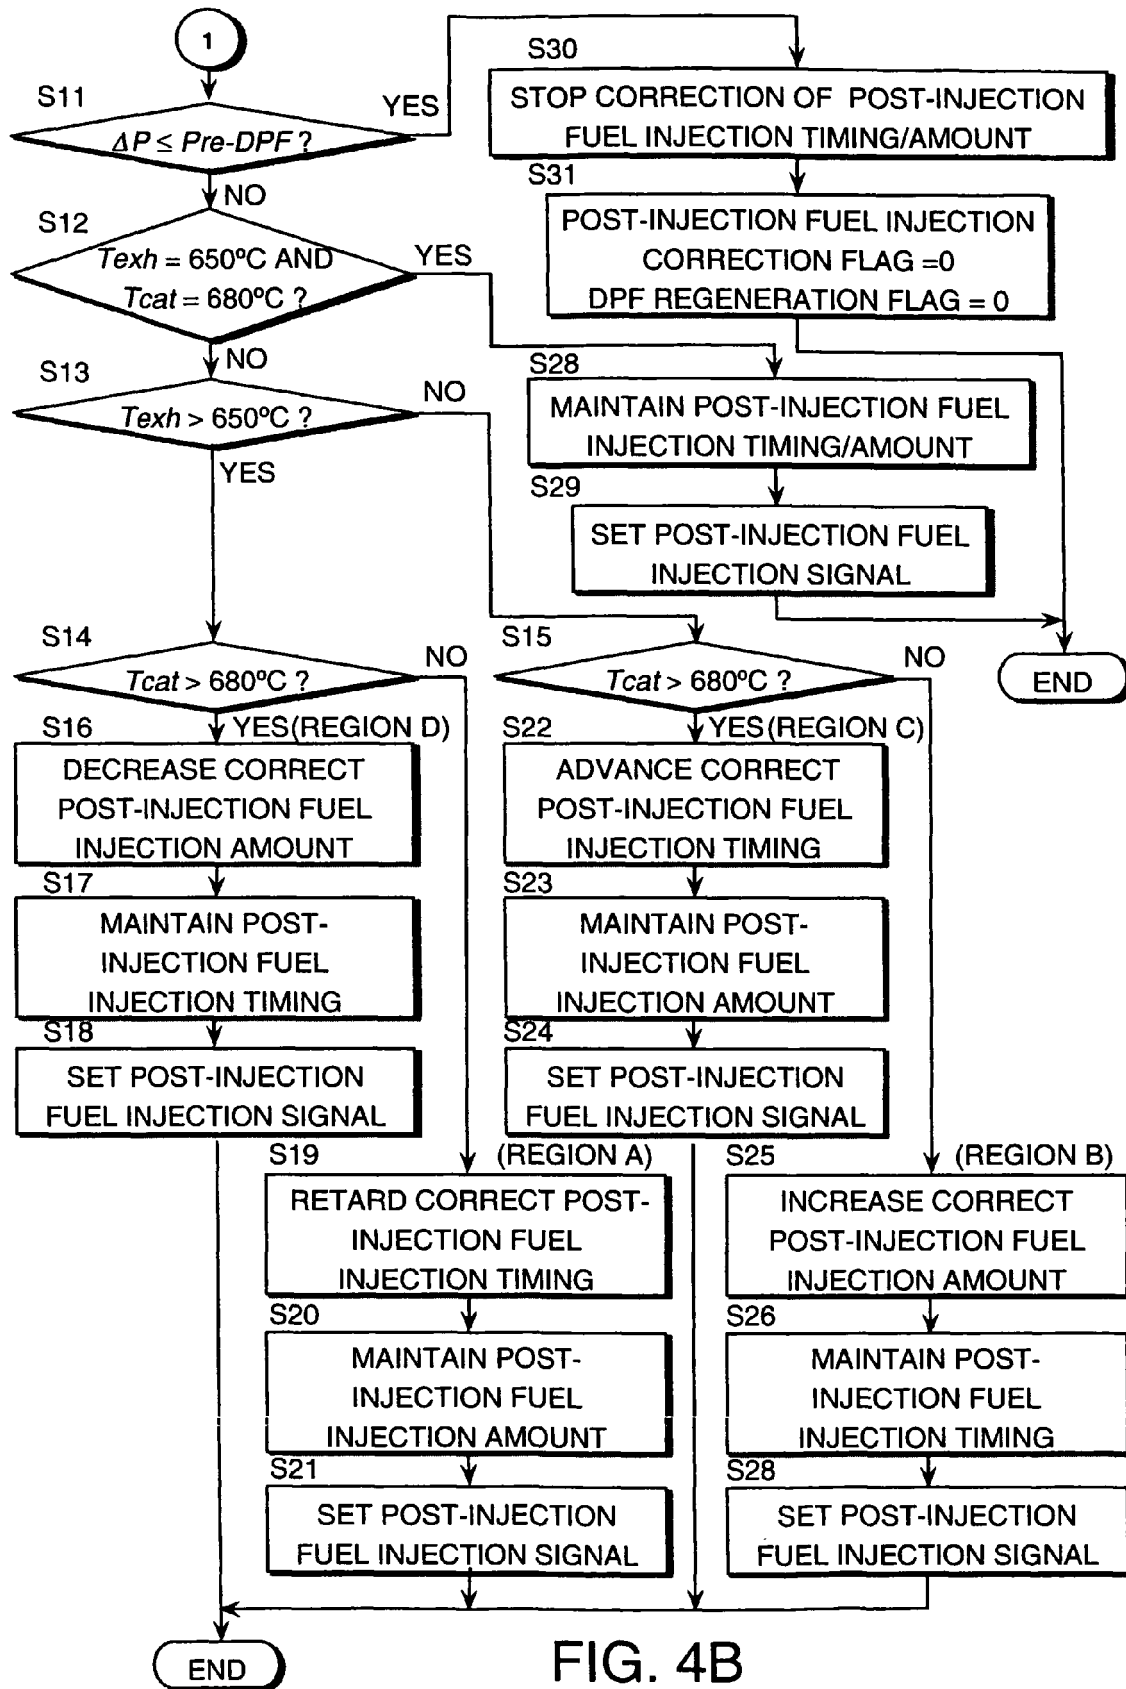 1
S11
ΔP ≤ Pre-DPF ?
YES
NO
S30
STOP CORRECTION OF POST-INJECTION
FUEL INJECTION TIMING/AMOUNT
S31
POST-INJECTION FUEL INJECTION
CORRECTION FLAG =0
DPF REGENERATION FLAG = 0
S12
Texh = 650ºC AND
Tcat = 680ºC ?
YES
NO
S28
MAINTAIN POST-INJECTION FUEL
INJECTION TIMING/AMOUNT
S29
SET POST-INJECTION FUEL
INJECTION SIGNAL
END
S13
Texh > 650ºC ?
NO
YES
S14
Tcat > 680ºC ?
NO
YES(REGION D)
S15
Tcat > 680ºC ?
NO
YES(REGION C)
S16
DECREASE CORRECT
POST-INJECTION FUEL
INJECTION AMOUNT
S17
MAINTAIN POST-
INJECTION FUEL
INJECTION TIMING
S18
SET POST-INJECTION
FUEL INJECTION SIGNAL
S22
ADVANCE CORRECT
POST-INJECTION FUEL
INJECTION TIMING
S23
MAINTAIN POST-
INJECTION FUEL
INJECTION AMOUNT
S24
SET POST-INJECTION
FUEL INJECTION SIGNAL
S19
(REGION A)
RETARD CORRECT POST-
INJECTION FUEL
INJECTION TIMING
S20
MAINTAIN POST-
INJECTION FUEL
INJECTION AMOUNT
S21
SET POST-INJECTION
FUEL INJECTION SIGNAL
S25
(REGION B)
INCREASE CORRECT
POST-INJECTION FUEL
INJECTION AMOUNT
S26
MAINTAIN POST-
INJECTION FUEL
INJECTION TIMING
S28
SET POST-INJECTION
FUEL INJECTION SIGNAL
END
FIG. 4B